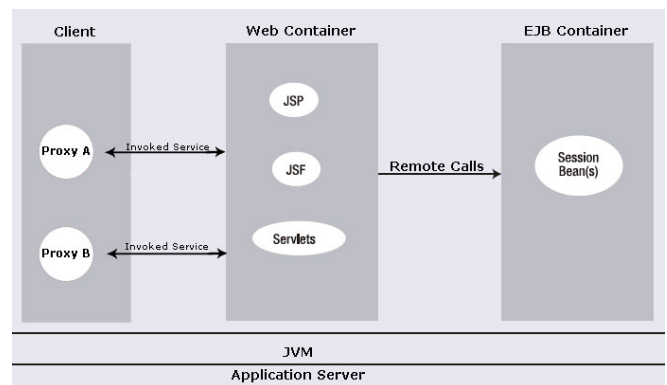 Client
Web Container
EJB Container
JSP
Proxy A
Invoked Service
JSF
Remote Calls
Session
Bean(s)
Proxy B
Invoked Service
Servlets
JVM
Application Server